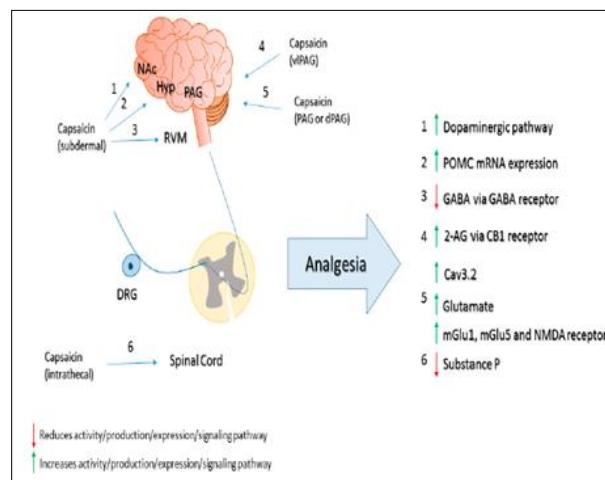 NAc
Hyp
PAG
1
2
3
Capsaicin
(subdermal)
RVM
4
Capsaicin
(vlPAG)
5
Capsaicin
(PAG or dPAG)
DRG
6
Capsaicin
(intrathecal)
Spinal Cord
Analgesia
1 Dopaminergic pathway
2 POMC mRNA expression
3 GABA via GABA receptor
4 2-AG via CB1 receptor
Cav3.2
5 Glutamate
mGlu1, mGlu5 and NMDA receptor
6 Substance P
Reduces activity/production/expression/signaling pathway
Increases activity/production/expression/signaling pathway